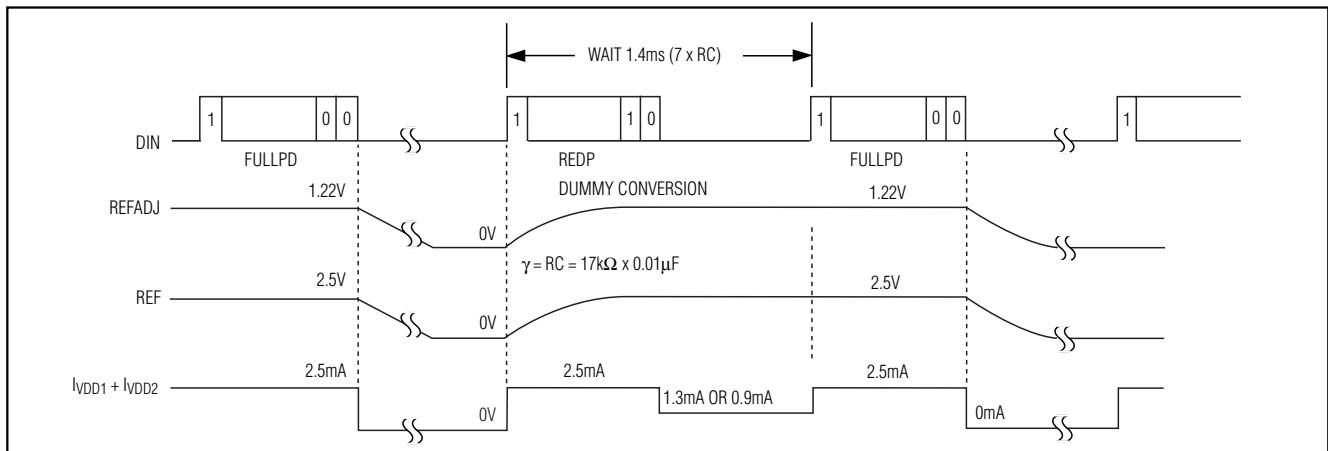 WAIT 1.4ms (7 x RC)
DIN
1
0
0
1
1
0
1
0
0
1
FULLPD
REDP
FULLPD
REFADJ
1.22V
0V
DUMMY CONVERSION
1.22V
γ = RC = 17kΩ x 0.01μF
REF
2.5V
0V
2.5V
IVDD1 + IVDD2
2.5mA
0V
2.5mA
1.3mA OR 0.9mA
2.5mA
0mA